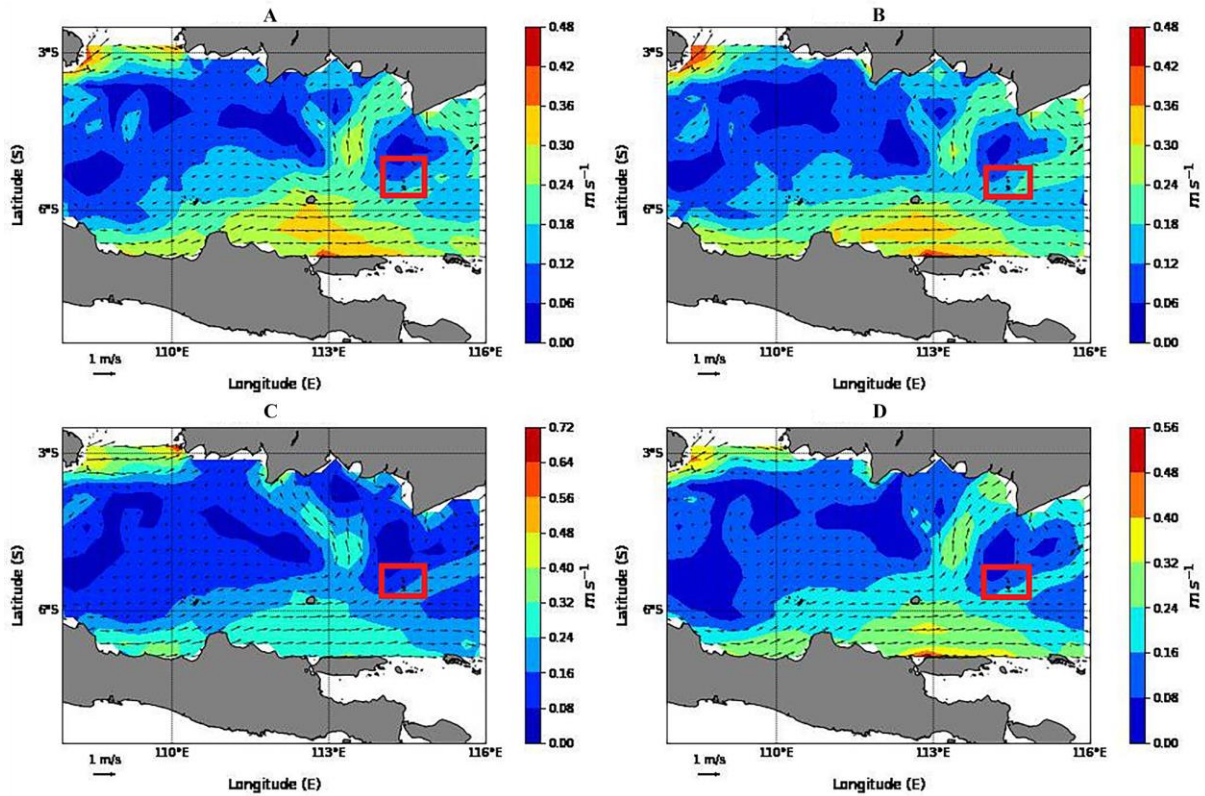 A
3°S
6°S
Latitude (S)
110°E
113°E
116°E
1 m/s
Longitude (E)
0.48
0.42
0.36
0.30
0.24
0.18
0.12
0.06
0.00
m s⁻¹
B
3°S
6°S
Latitude (S)
110°E
113°E
116°E
1 m/s
Longitude (E)
0.48
0.42
0.36
0.30
0.24
0.18
0.12
0.06
0.00
m s⁻¹
C
3°S
6°S
Latitude (S)
110°E
113°E
116°E
1 m/s
Longitude (E)
0.72
0.64
0.56
0.48
0.40
0.32
0.24
0.16
0.08
0.00
m s⁻¹
D
3°S
6°S
Latitude (S)
110°E
113°E
116°E
1 m/s
Longitude (E)
0.56
0.48
0.40
0.32
0.24
0.16
0.08
0.00
m s⁻¹